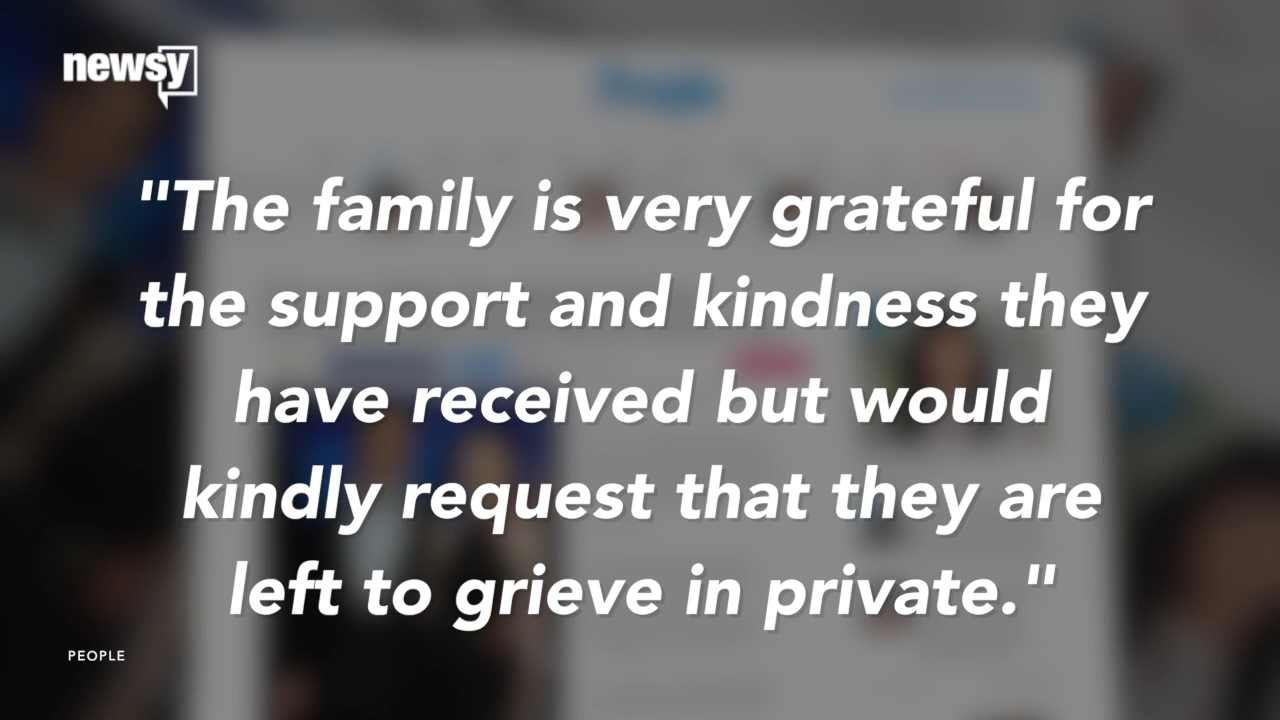 newsy
"The family is very grateful for
the support and kindness they
have received but would
kindly request that they are
left to grieve in private."
PEOPLE